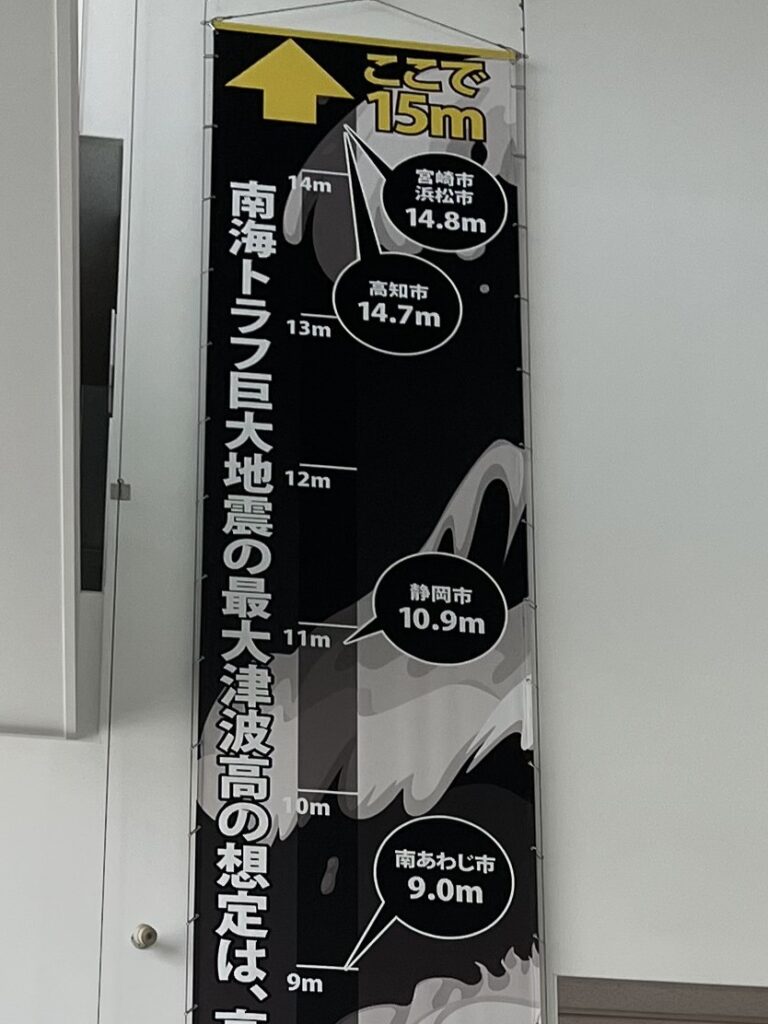 ここで
15m
南海トラフ巨大地震の最大津波高の想定は、
14m
宮崎市
浜松市
14.8m
高知市
14.7m
13m
12m
静岡市
10.9m
11m
10m
南あわじ市
9.0m
9m